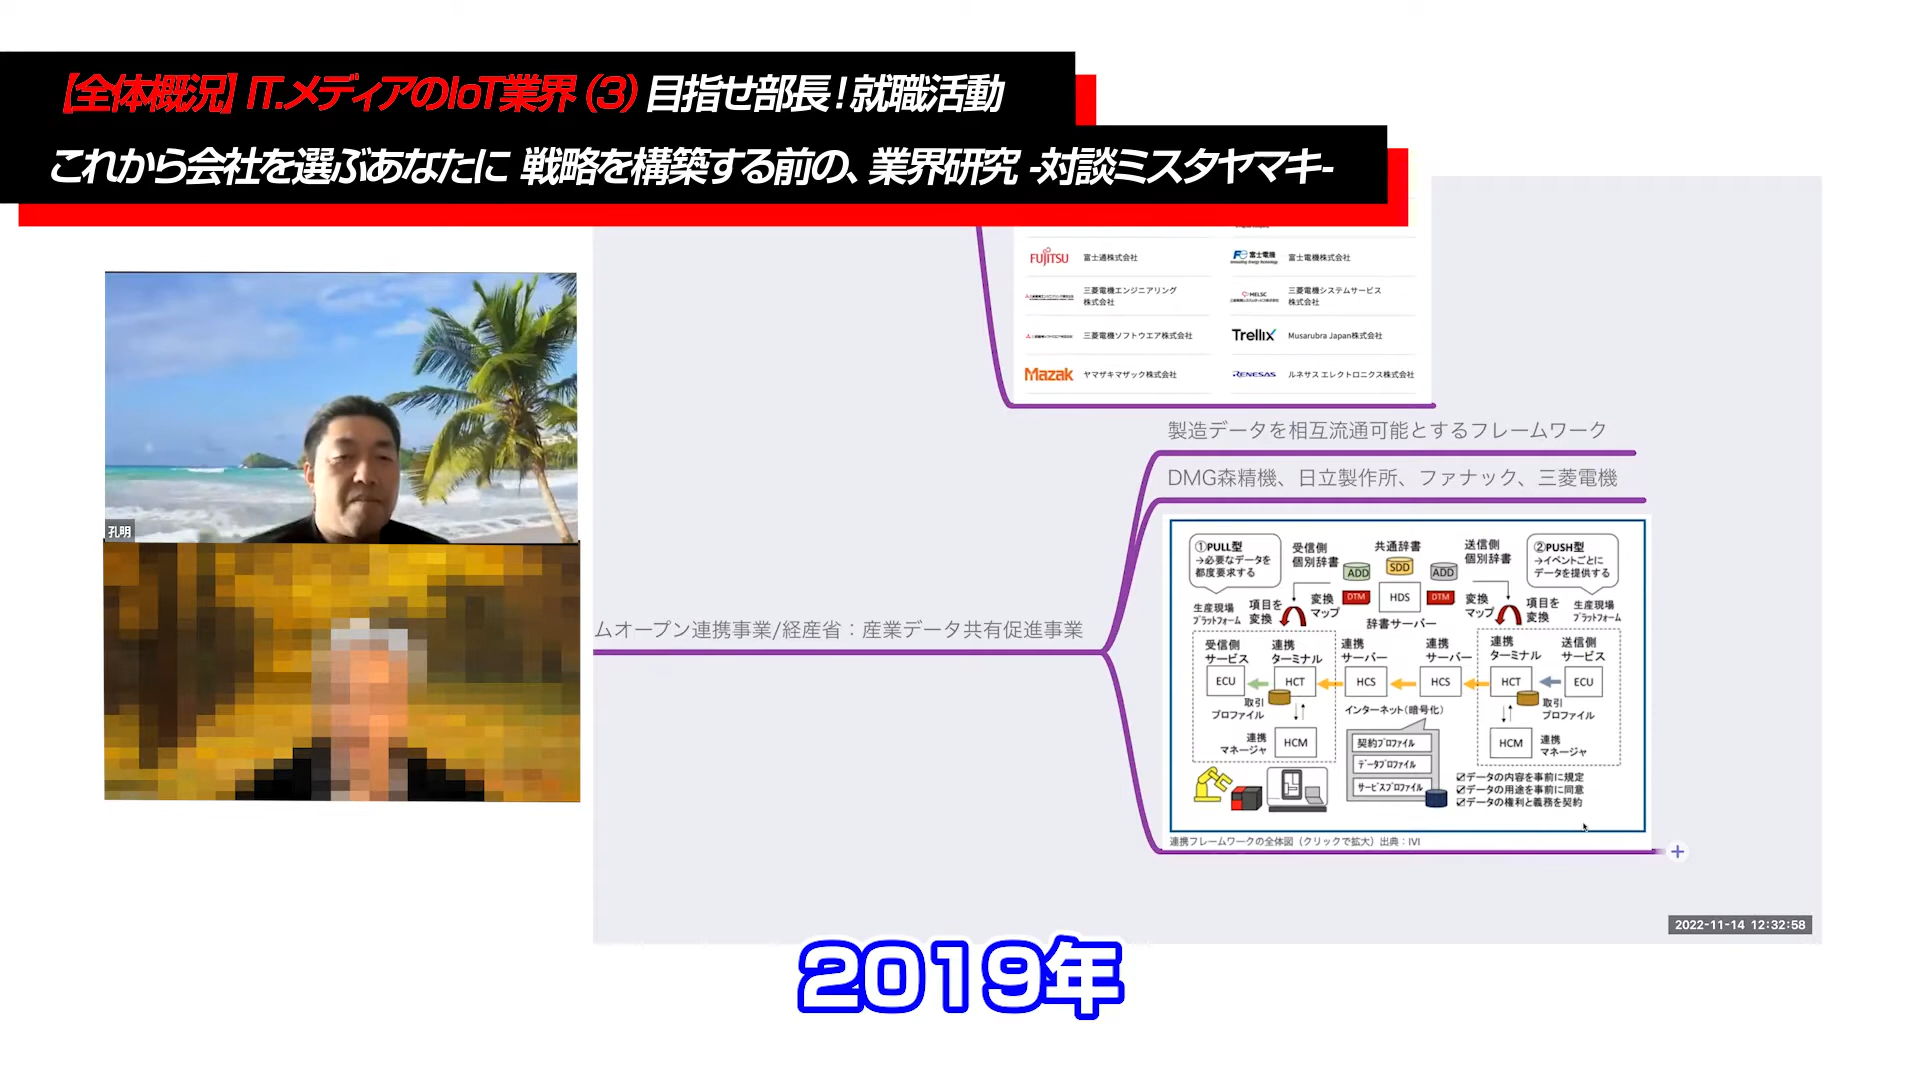 【全体概況】IT.メディアのIoT業界（3）目指せ部長！就職活動
これから会社を選ぶあなたに 戦略を構築する前の、業界研究 -対談ミスタヤマキ-
FUJITSU 富士通株式会社
富士電機 富士電機株式会社
三菱電機エンジニアリング
株式会社
MELSC 三菱電機システムサービス
株式会社
三菱電機ソフトウエア株式会社
Trellix Musarubra Japan株式会社
Mazak ヤマザキマザック株式会社
RENESAS ルネサス エレクトロニクス株式会社
製造データを相互流通可能とするフレームワーク
DMG森精機、日立製作所、ファナック、三菱電機
ムオープン連携事業/経産省：産業データ共有促進事業
①PULL型
→必要なデータを
都度要求する
受信側
個別辞書
共通辞書
送信側
個別辞書
②PUSH型
→イベントごとに
データを提供する
ADD
SDD
ADD
DTM
HDS
DTM
生産現場
プラットフォーム
項目を
変換
変換
マップ
辞書サーバー
変換
マップ
項目を
変換
生産現場
プラットフォーム
受信側
サービス
連携
ターミナル
連携
サーバー
連携
サーバー
連携
ターミナル
送信側
サービス
ECU
HCT
HCS
HCS
HCT
ECU
取引
プロファイル
インターネット（暗号化）
取引
プロファイル
連携
マネージャ
HCM
契約プロファイル
データプロファイル
サービスプロファイル
HCM
連携
マネージャ
☑データの内容を事前に規定
☑データの用途を事前に同意
☑データの権利と義務を契約
連携フレームワークの全体図（クリックで拡大）出典：IVI
孔明
2022-11-14 12:32:58
2019年